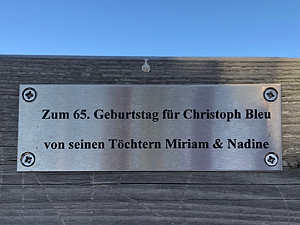 Zum 65. Geburtstag für Christoph Bleu
von seinen Töchtern Miriam & Nadine